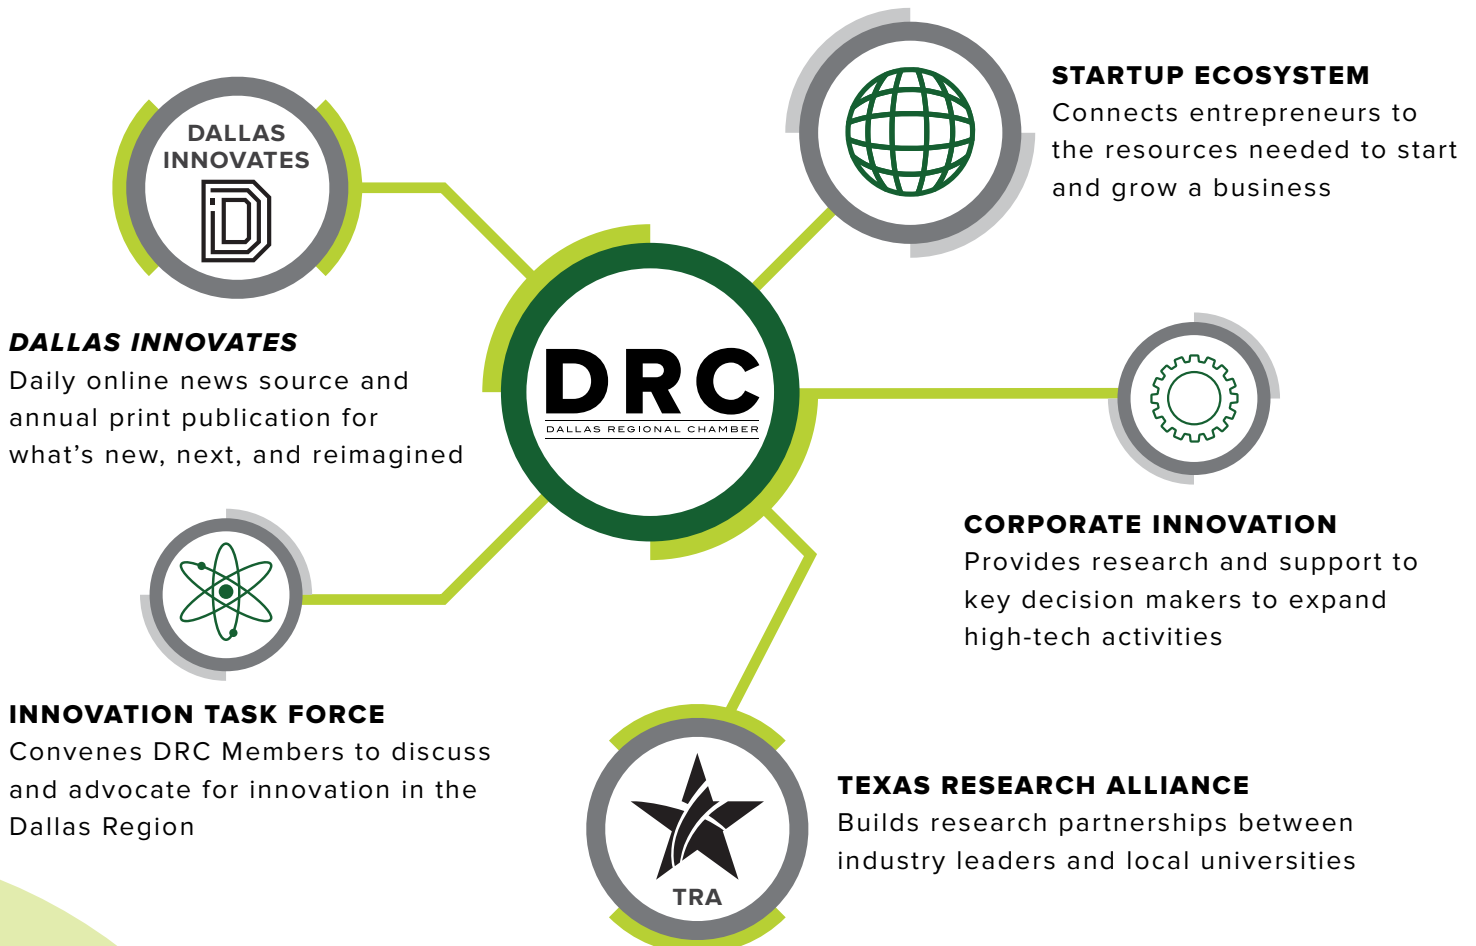 DALLAS
INNOVATES
D
DALLAS INNOVATES
Daily online news source and
annual print publication for
what's new, next, and reimagined
STARTUP ECOSYSTEM
Connects entrepreneurs to
the resources needed to start
and grow a business
DRC
DALLAS REGIONAL CHAMBER
CORPORATE INNOVATION
Provides research and support to
key decision makers to expand
high-tech activities
INNOVATION TASK FORCE
Convenes DRC Members to discuss
and advocate for innovation in the
Dallas Region
TRA
TEXAS RESEARCH ALLIANCE
Builds research partnerships between
industry leaders and local universities